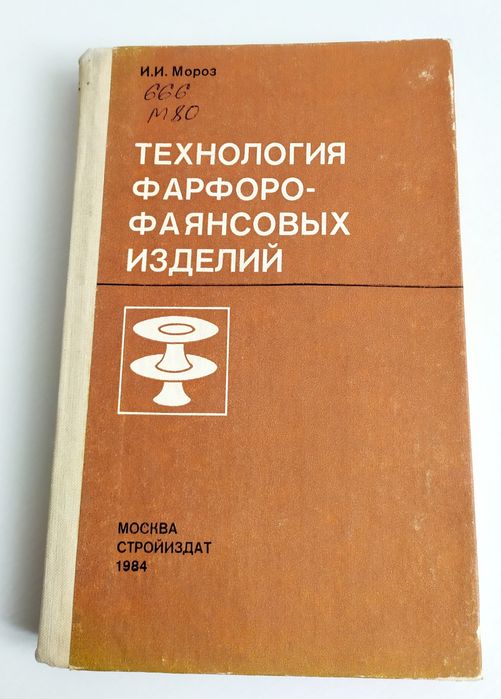 И.И. Мороз
666
М80
ТЕХНОЛОГИЯ
ФАРФОРО-
ФАЯНСОВЫХ
ИЗДЕЛИЙ
МОСКВА
СТРОЙИЗДАТ
1984